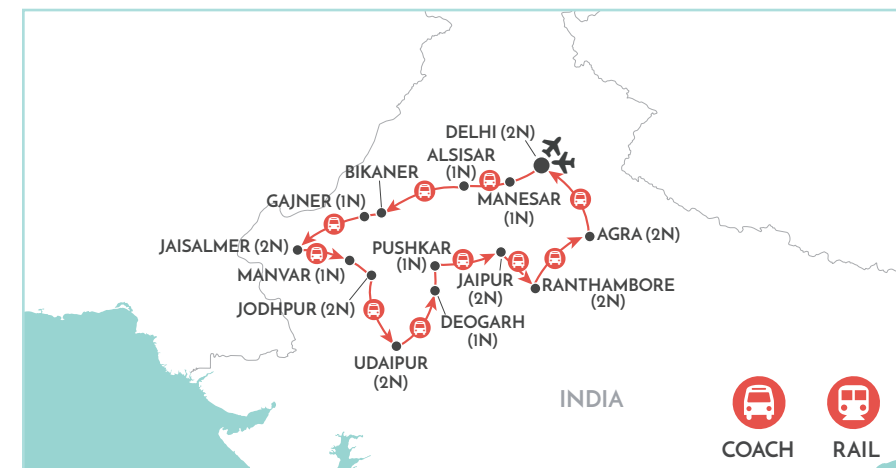 DELHI (2N)
ALSISAR
(1N)
BIKANER
MANESAR
(1N)
GAJNER (1N)
JAISALMER (2N)
PUSHKAR
(1N)
AGRA (2N)
MANVAR (1N)
JAIPUR
(2N)
RANTHAMBORE
(2N)
JODHPUR (2N)
DEOGARH
(1N)
UDAIPUR
(2N)
INDIA
COACH
RAIL